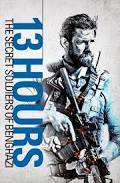 13 HOURS
THE SECRET SOLDIERS OF BENGHAZI